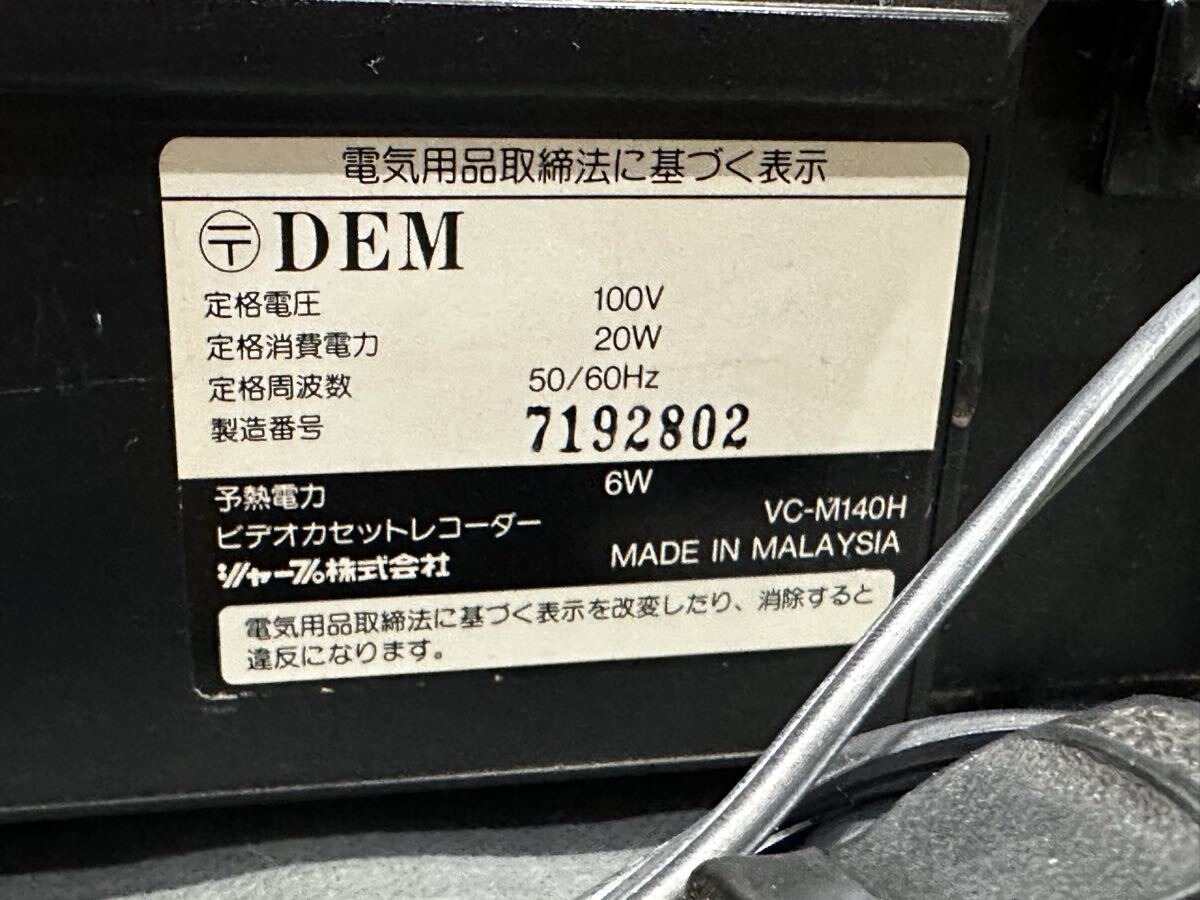 電気用品取締法に基づく表示
〒 DEM
定格電圧 100V
定格消費電力 20W
定格周波数 50/60Hz
製造番号 7192802
予熱電力 6W
ビデオカセットレコーダー VC-M140H
シャープ株式会社 MADE IN MALAYSIA
電気用品取締法に基づく表示を改変したり、消除すると
違反になります。